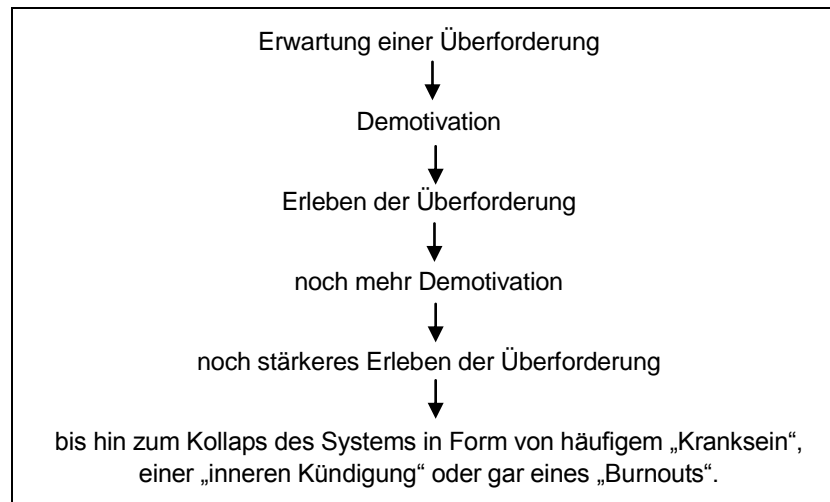 Erwartung einer Überforderung
Demotivation
Erleben der Überforderung
noch mehr Demotivation
noch stärkeres Erleben der Überforderung
bis hin zum Kollaps des Systems in Form von häufigem „Kranksein“,
einer „inneren Kündigung“ oder gar eines „Burnouts“.